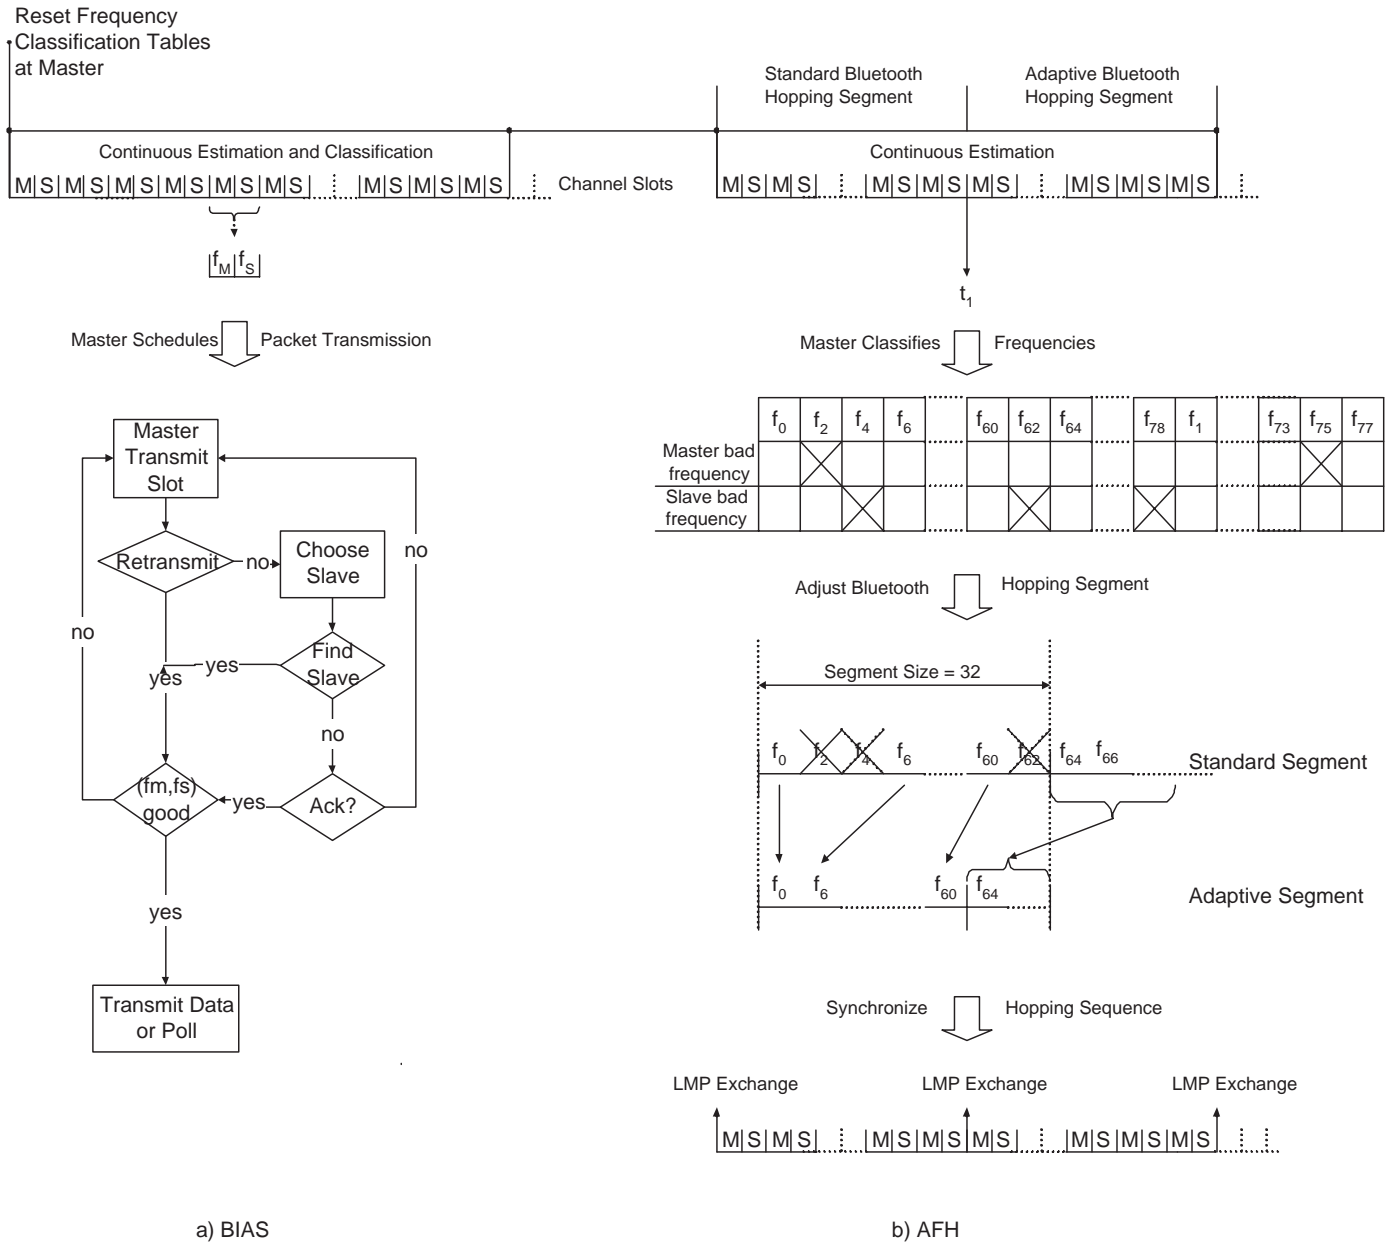 Reset Frequency
Classification Tables
at Master
Continuous Estimation and Classification
M S M S M S M S M S M S M S M S M S
Channel Slots
fM fS
Master Schedules Packet Transmission
Master
Transmit
Slot
Retransmit
no
Choose
Slave
no
no
Find
Slave
yes
yes
no
(fm,fs)
good
yes
Ack?
yes
Transmit Data
or Poll
a) BIAS
Standard Bluetooth
Hopping Segment
Adaptive Bluetooth
Hopping Segment
Continuous Estimation
M S M S M S M S M S M S M S M S
t1
Master Classifies Frequencies
f0 f2 f4 f6 f60 f62 f64 f78 f1 f73 f75 f77
Master bad
frequency
Slave bad
frequency
Adjust Bluetooth Hopping Segment
Segment Size = 32
f0 f2 f4 f6 f60 f62 f64 f66
Standard Segment
f0 f6 f60 f64
Adaptive Segment
Synchronize Hopping Sequence
LMP Exchange LMP Exchange LMP Exchange
M S M S M S M S M S M S M S M S
b) AFH